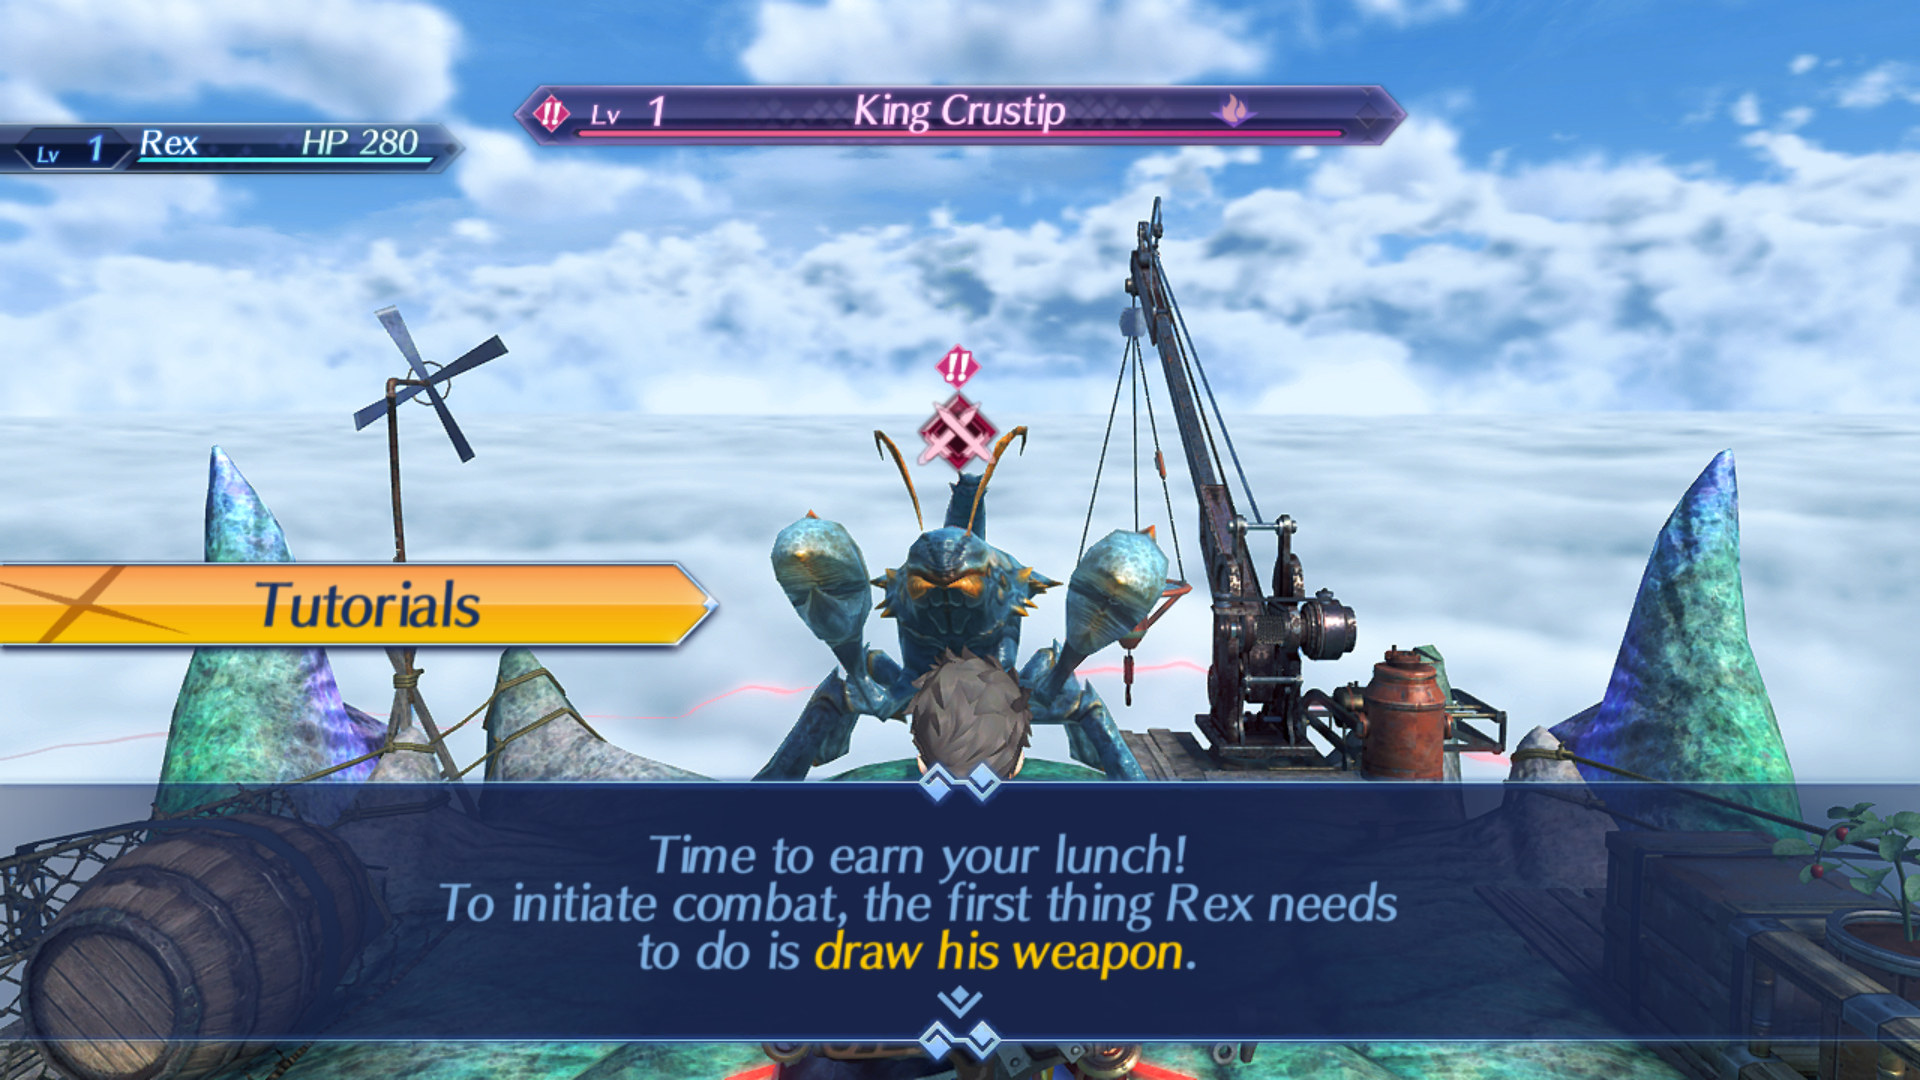 !! Lv 1 King Crustip
Lv 1 Rex HP 280
!!
Tutorials
Time to earn your lunch!
To initiate combat, the first thing Rex needs
to do is draw his weapon.